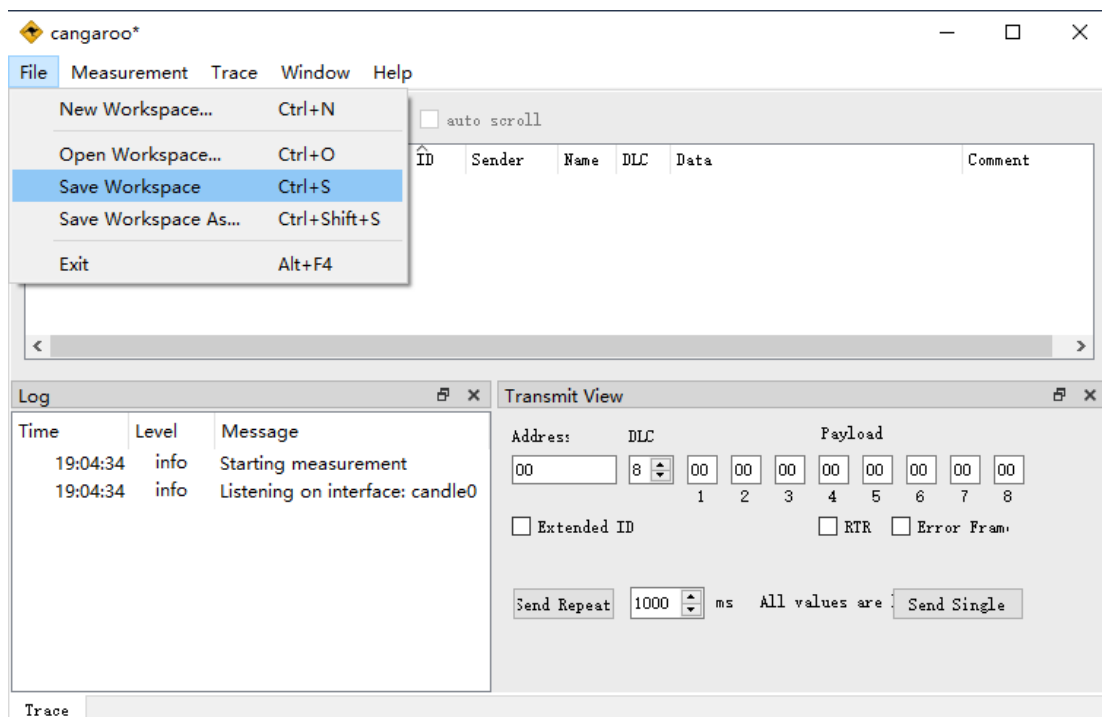 cangaroo*
File Measurement Trace Window Help
New Workspace... Ctrl+N
auto scroll
Open Workspace... Ctrl+O
ID Sender Name DLC Data Comment
Save Workspace Ctrl+S
Save Workspace As... Ctrl+Shift+S
Exit Alt+F4
Log
Time Level Message
19:04:34 info Starting measurement
19:04:34 info Listening on interface: candle0
Transmit View
Address DLC Payload
00 8 00 00 00 00 00 00 00 00
1 2 3 4 5 6 7 8
Extended ID RTR Error Fram
Send Repeat 1000 ms All values are Send Single
Trace